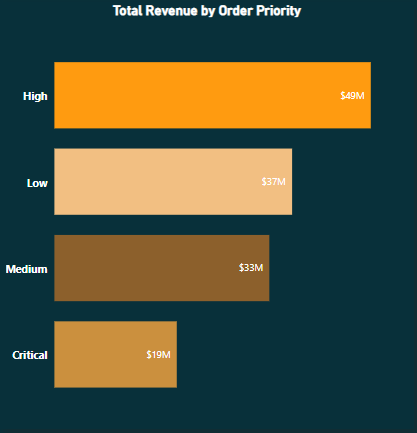 Total Revenue by Order Priority
High $49M
Low $37M
Medium $33M
Critical $19M